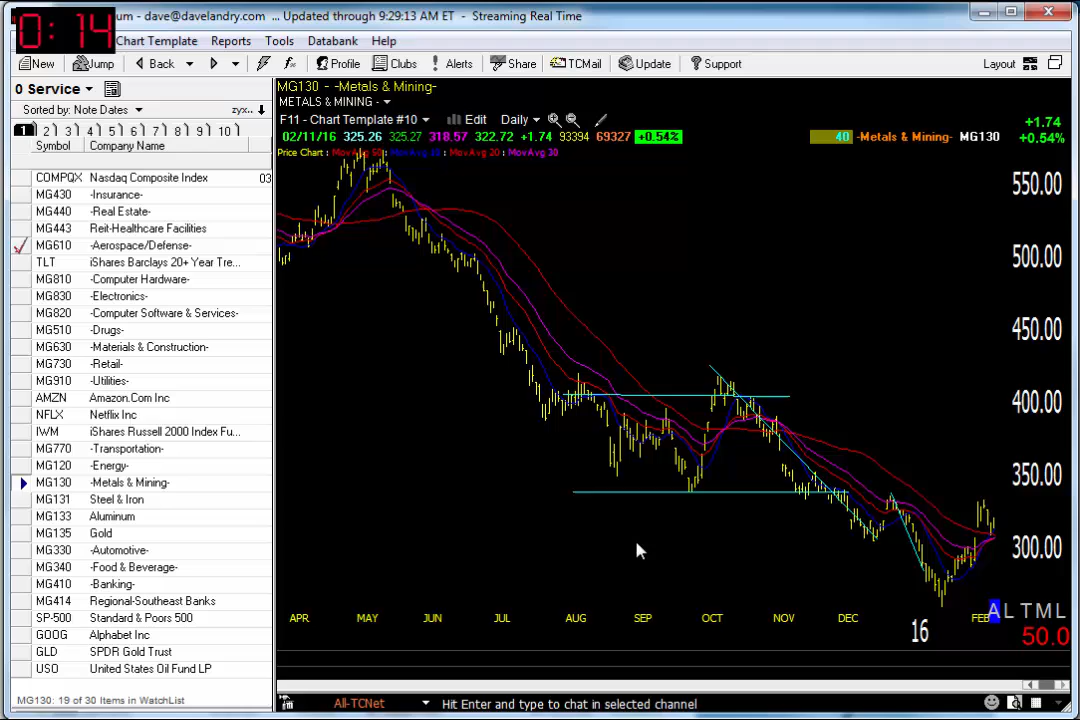 0:14
um - dave@davelandry.com ... Updated through 9:29:13 AM ET - Streaming Real Time
Chart Template Reports Tools Databank Help
New Jump Back Profile Clubs Alerts Share TCMail Update Support Layout
0 Service
Sorted by: Note Dates zyx..
1 2 3 4 5 6 7 8 9 10
Symbol Company Name
COMPQX Nasdaq Composite Index 03
MG430 -Insurance-
MG440 -Real Estate-
MG443 Reit-Healthcare Facilities
MG610 -Aerospace/Defense-
TLT iShares Barclays 20+ Year Tre...
MG810 -Computer Hardware-
MG830 -Electronics-
MG820 -Computer Software & Services-
MG510 -Drugs-
MG630 -Materials & Construction-
MG730 -Retail-
MG910 -Utilities-
AMZN Amazon.Com Inc
NFLX Netflix Inc
IWM iShares Russell 2000 Index Fu...
MG770 -Transportation-
MG120 -Energy-
MG130 -Metals & Mining-
MG131 Steel & Iron
MG133 Aluminum
MG135 Gold
MG330 -Automotive-
MG340 -Food & Beverage-
MG410 -Banking-
MG414 Regional-Southeast Banks
SP-500 Standard & Poors 500
GOOG Alphabet Inc
GLD SPDR Gold Trust
USO United States Oil Fund LP
MG130: 19 of 30 Items in WatchList
MG130 - -Metals & Mining-
METALS & MINING -
F11 - Chart Template #10 Edit Daily
02/11/16 325.26 325.27 318.57 322.72 +1.74 93394 69327 +0.54%
40 -Metals & Mining- MG130
+1.74
+0.54%
Price Chart : MovAvg 50 MovAvg 10 MovAvg 20 MovAvg 30
550.00
500.00
450.00
400.00
350.00
300.00
APR MAY JUN JUL AUG SEP OCT NOV DEC 16 FEB
A L T M L
50.0
All-TCNet Hit Enter and type to chat in selected channel